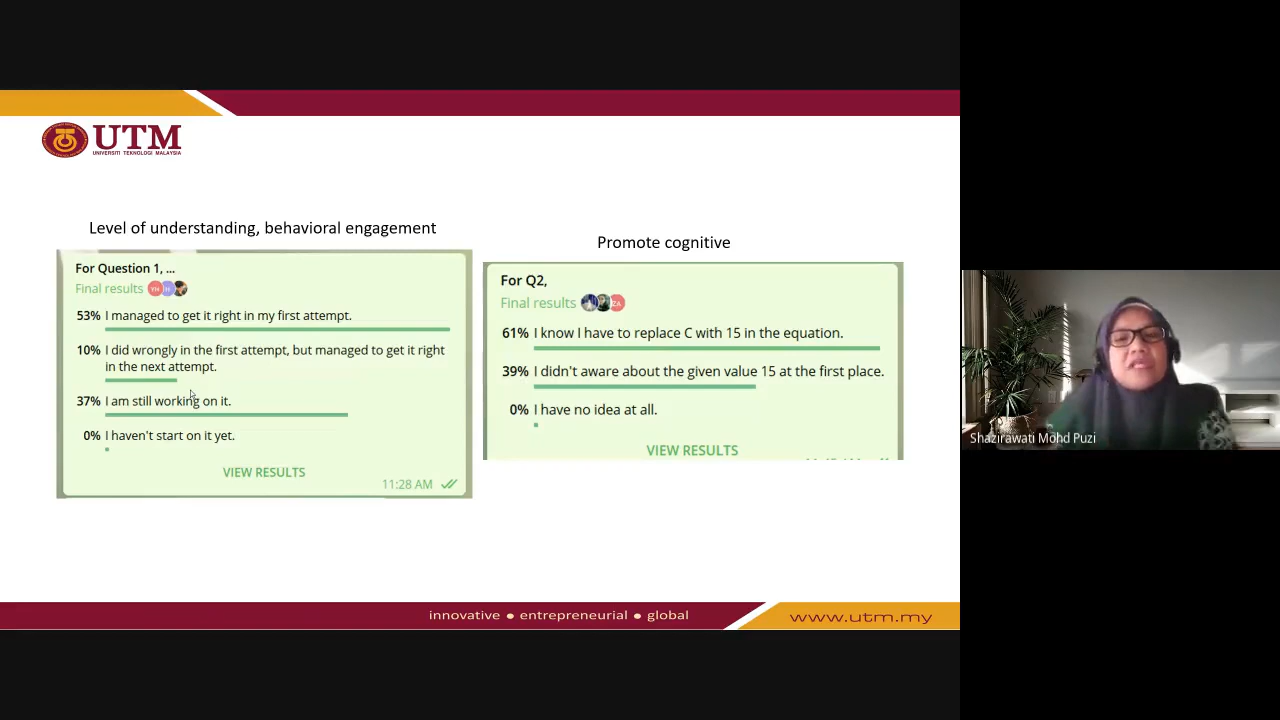 UTM
UNIVERSITI TEKNOLOGI MALAYSIA
Level of understanding, behavioral engagement
For Question 1, ...
Final results
YH
53% I managed to get it right in my first attempt.
10% I did wrongly in the first attempt, but managed to get it right
in the next attempt.
37% I am still working on it.
0% I haven't start on it yet.
VIEW RESULTS
11:28 AM
Promote cognitive
For Q2,
Final results
ZA
61% I know I have to replace C with 15 in the equation.
39% I didn't aware about the given value 15 at the first place.
0% I have no idea at all.
VIEW RESULTS
Shazirawati Mohd Puzi
innovative ● entrepreneurial ● global
www.utm.my